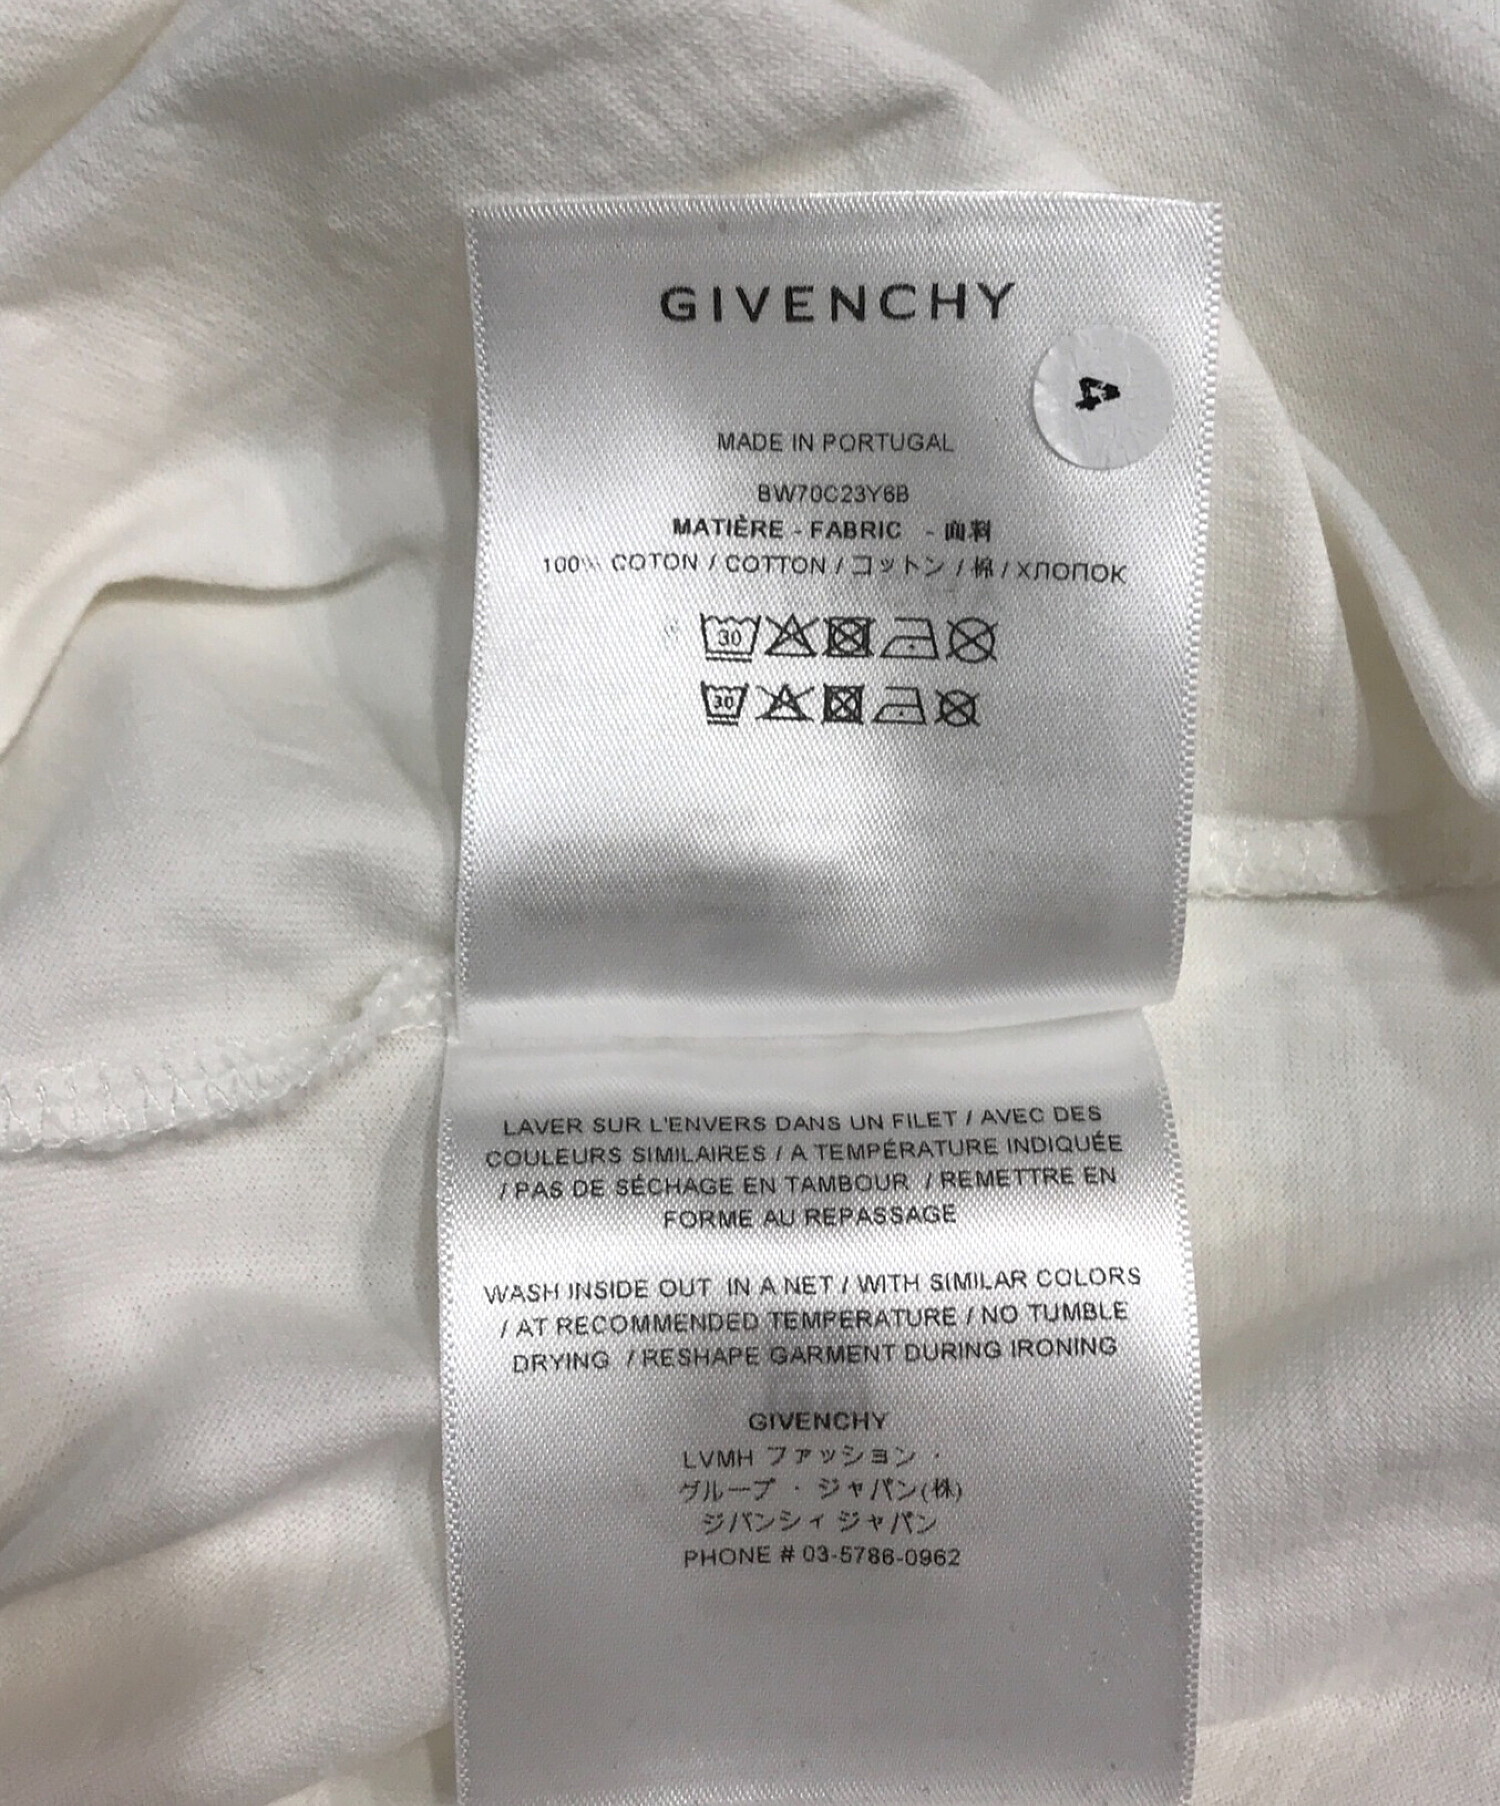 GIVENCHY
4
MADE IN PORTUGAL
BW70C23Y6B
MATIÈRE - FABRIC - 面料
100% COTON / COTTON / コットン / 棉 / ХЛОПОК
30
30
LAVER SUR L'ENVERS DANS UN FILET / AVEC DES
COULEURS SIMILAIRES / A TEMPÉRATURE INDIQUÉE
/ PAS DE SÉCHAGE EN TAMBOUR / REMETTRE EN
FORME AU REPASSAGE
WASH INSIDE OUT IN A NET / WITH SIMILAR COLORS
/ AT RECOMMENDED TEMPERATURE / NO TUMBLE
DRYING / RESHAPE GARMENT DURING IRONING
GIVENCHY
LVMH ファッション ・
グループ ・ ジャパン(株)
ジバンシィ ジャパン
PHONE # 03-5786-0962